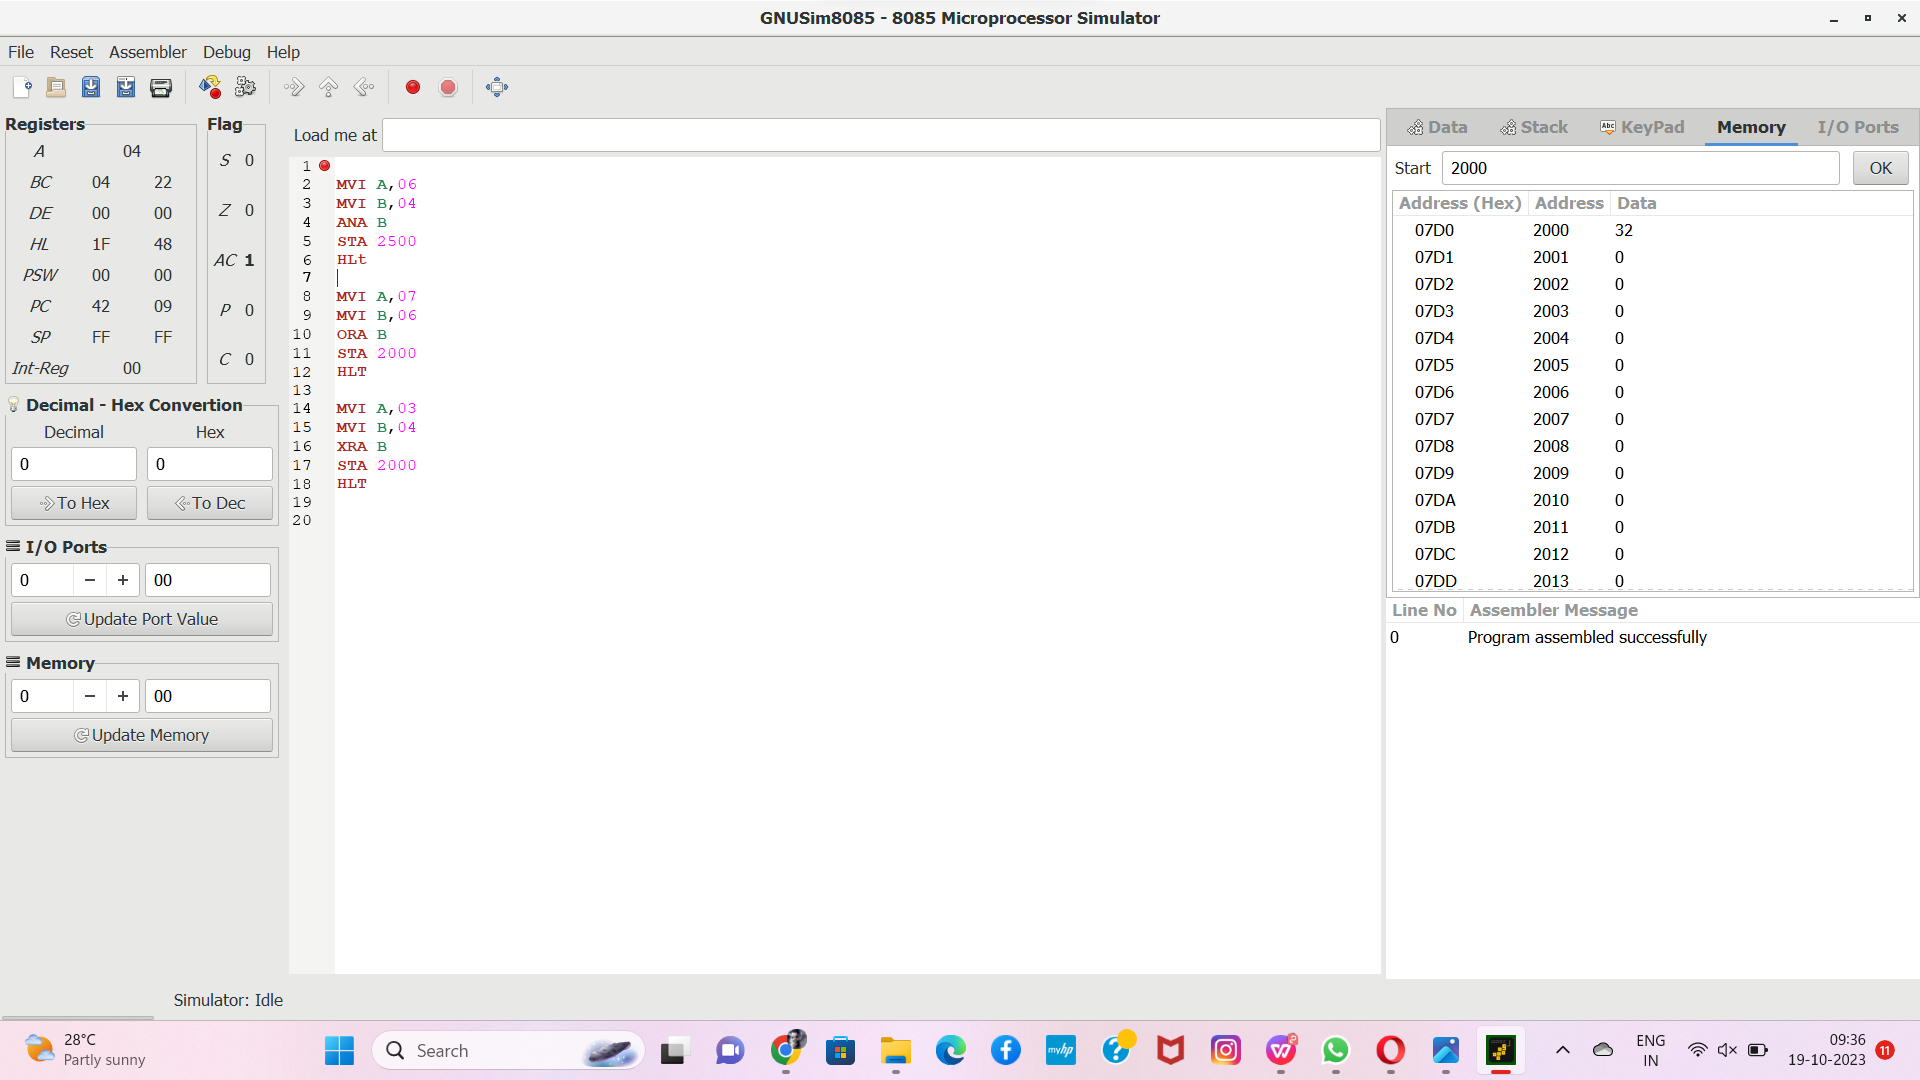 GNUSim8085 - 8085 Microprocessor Simulator
File Reset Assembler Debug Help
Registers
A 04
BC 04 22
DE 00 00
HL 1F 48
PSW 00 00
PC 42 09
SP FF FF
Int-Reg 00
Flag
S 0
Z 0
AC 1
P 0
C 0
Decimal - Hex Convertion
Decimal Hex
0 0
To Hex To Dec
I/O Ports
0 − + 00
Update Port Value
Memory
0 − + 00
Update Memory
Load me at
1
2 MVI A,06
3 MVI B,04
4 ANA B
5 STA 2500
6 HLt
7
8 MVI A,07
9 MVI B,06
10 ORA B
11 STA 2000
12 HLT
13
14 MVI A,03
15 MVI B,04
16 XRA B
17 STA 2000
18 HLT
19
20
Data Stack Abc KeyPad Memory I/O Ports
Start 2000 OK
Address (Hex) Address Data
07D0 2000 32
07D1 2001 0
07D2 2002 0
07D3 2003 0
07D4 2004 0
07D5 2005 0
07D6 2006 0
07D7 2007 0
07D8 2008 0
07D9 2009 0
07DA 2010 0
07DB 2011 0
07DC 2012 0
07DD 2013 0
Line No Assembler Message
0 Program assembled successfully
Simulator: Idle
28°C
Partly sunny
Search
myhp
ENG
IN
09:36
19-10-2023
11